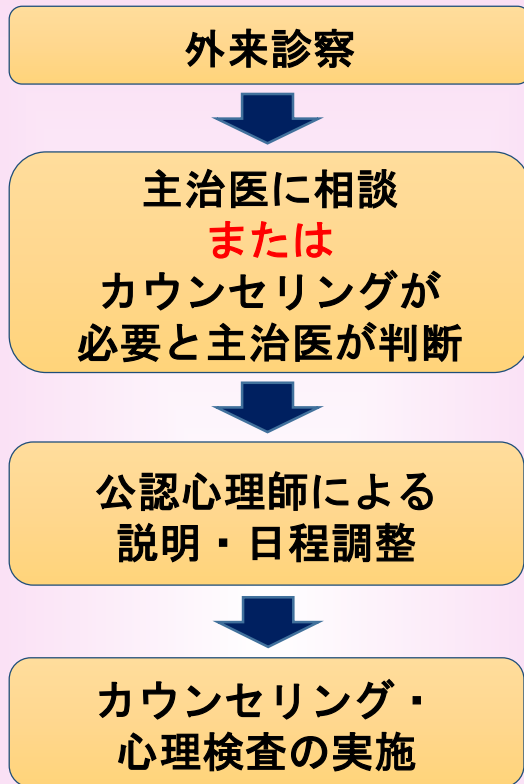 外来診察
主治医に相談
または
カウンセリングが
必要と主治医が判断
公認心理師による
説明・日程調整
カウンセリング・
心理検査の実施